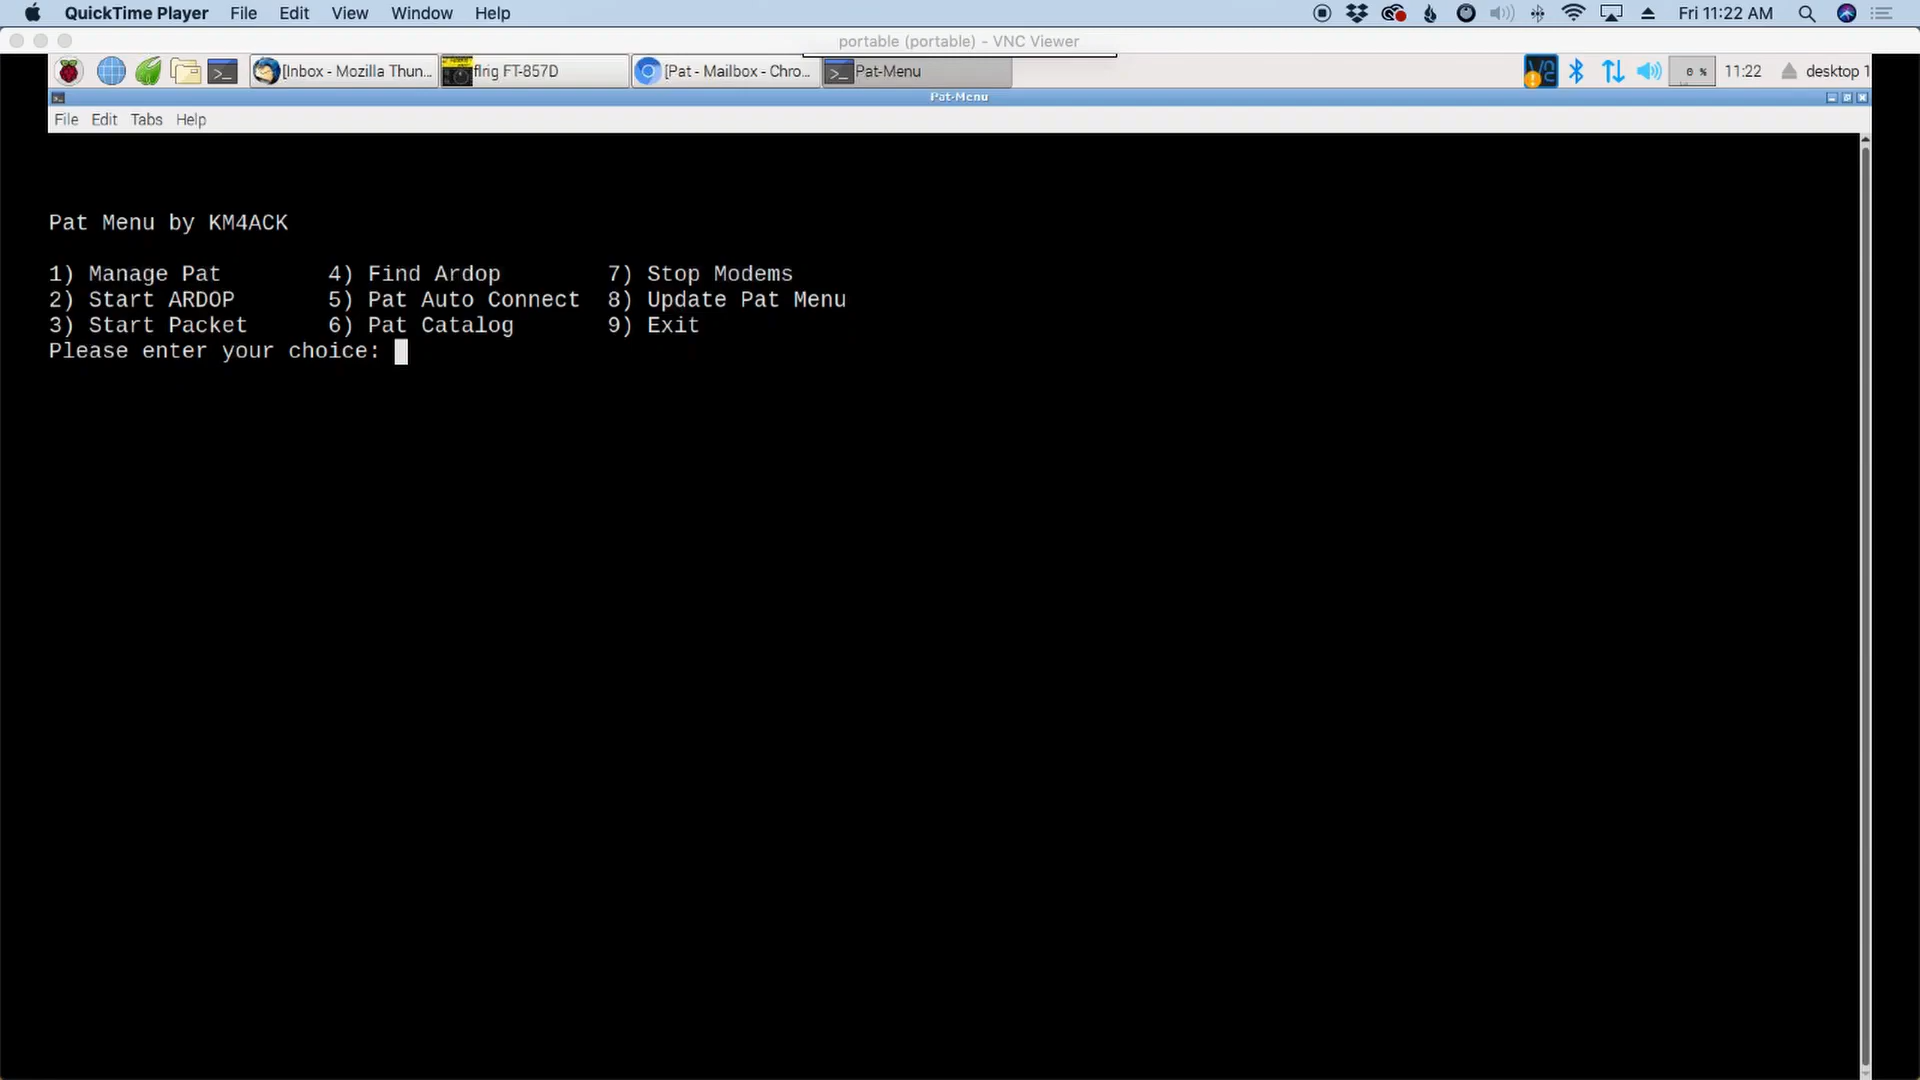 QuickTime Player File Edit View Window Help Fri 11:22 AM
portable (portable) - VNC Viewer
[Inbox - Mozilla Thun... flrig FT-857D [Pat - Mailbox - Chro... Pat-Menu 0 % 11:22 desktop 1
Pat-Menu
File Edit Tabs Help
Pat Menu by KM4ACK
1) Manage Pat 4) Find Ardop 7) Stop Modems
2) Start ARDOP 5) Pat Auto Connect 8) Update Pat Menu
3) Start Packet 6) Pat Catalog 9) Exit
Please enter your choice: